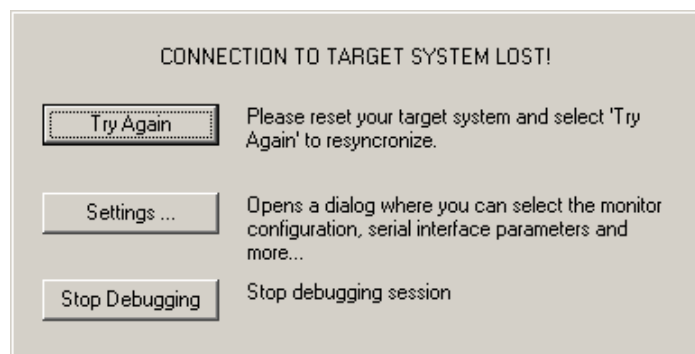 CONNECTION TO TARGET SYSTEM LOST!
Try Again
Please reset your target system and select 'Try
Again' to resyncronize.
Settings ...
Opens a dialog where you can select the monitor
configuration, serial interface parameters and
more...
Stop Debugging
Stop debugging session